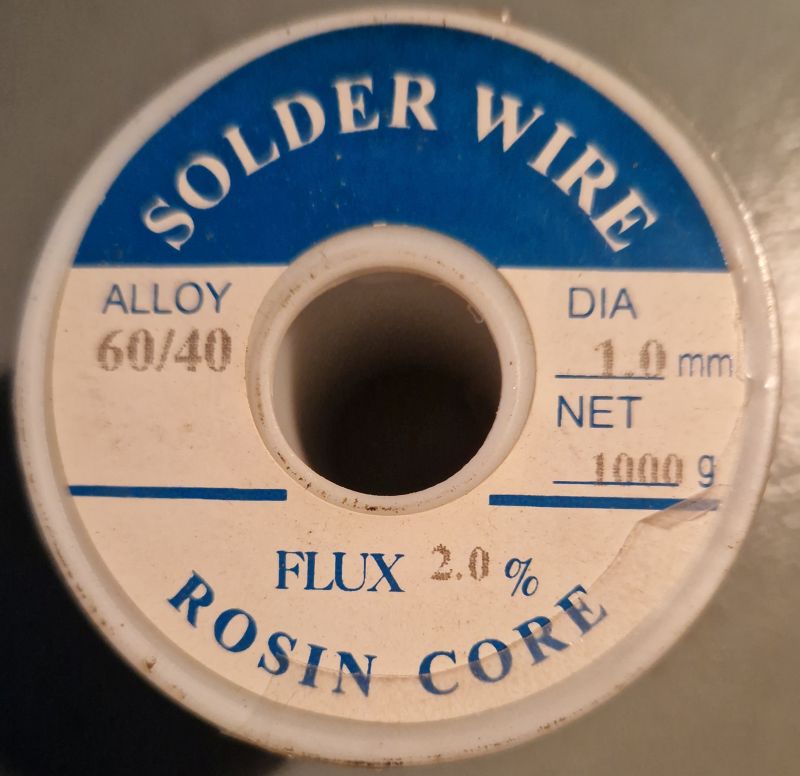 SOLDER WIRE
ALLOY
60/40
DIA
1.0 mm
NET
1000 g
FLUX 2.0 %
ROSIN CORE